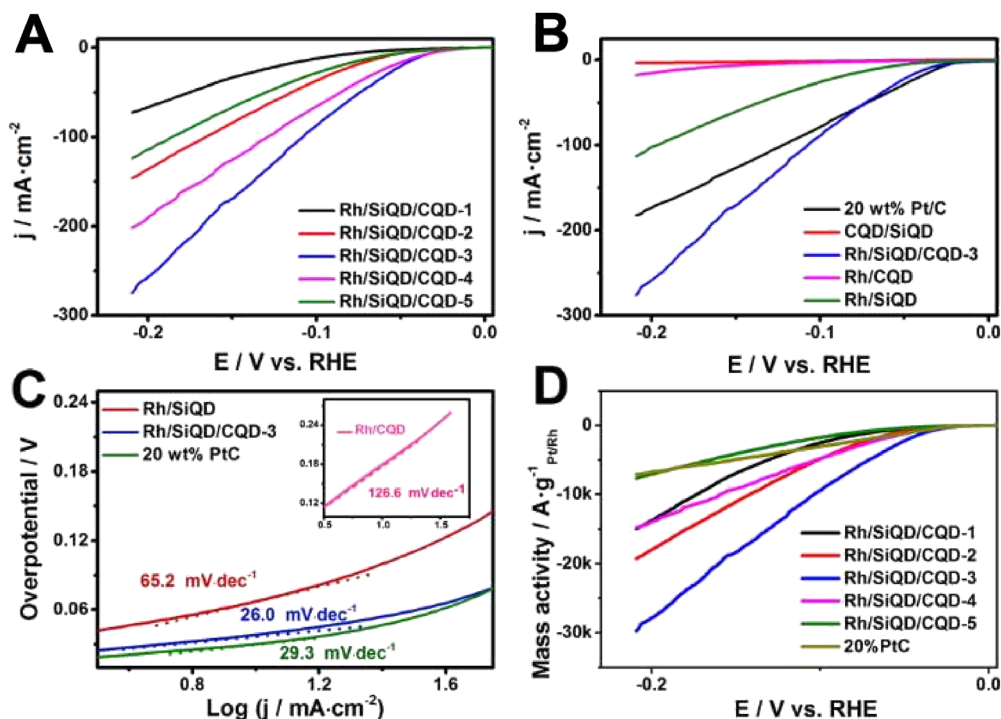 A
0
-100
-200
-300
j / mA·cm-2
-0.2
-0.1
0.0
E / V vs. RHE
Rh/SiQD/CQD-1
Rh/SiQD/CQD-2
Rh/SiQD/CQD-3
Rh/SiQD/CQD-4
Rh/SiQD/CQD-5
B
0
-100
-200
-300
j / mA·cm-2
-0.2
-0.1
0.0
E / V vs. RHE
20 wt% Pt/C
CQD/SiQD
Rh/SiQD/CQD-3
Rh/CQD
Rh/SiQD
C
0.24
0.18
0.12
0.06
Overpotential / V
0.8
1.2
1.6
Log (j / mA·cm-2)
Rh/SiQD
Rh/SiQD/CQD-3
20 wt% PtC
65.2 mV·dec-1
26.0 mV·dec-1
29.3 mV·dec-1
0.24
0.18
0.12
0.5
1.0
1.5
Rh/CQD
126.6 mV·dec-1
D
0
-10k
-20k
-30k
Mass activity / A·g-1 Pt/Rh
-0.2
0.0
E / V vs. RHE
Rh/SiQD/CQD-1
Rh/SiQD/CQD-2
Rh/SiQD/CQD-3
Rh/SiQD/CQD-4
Rh/SiQD/CQD-5
20%PtC